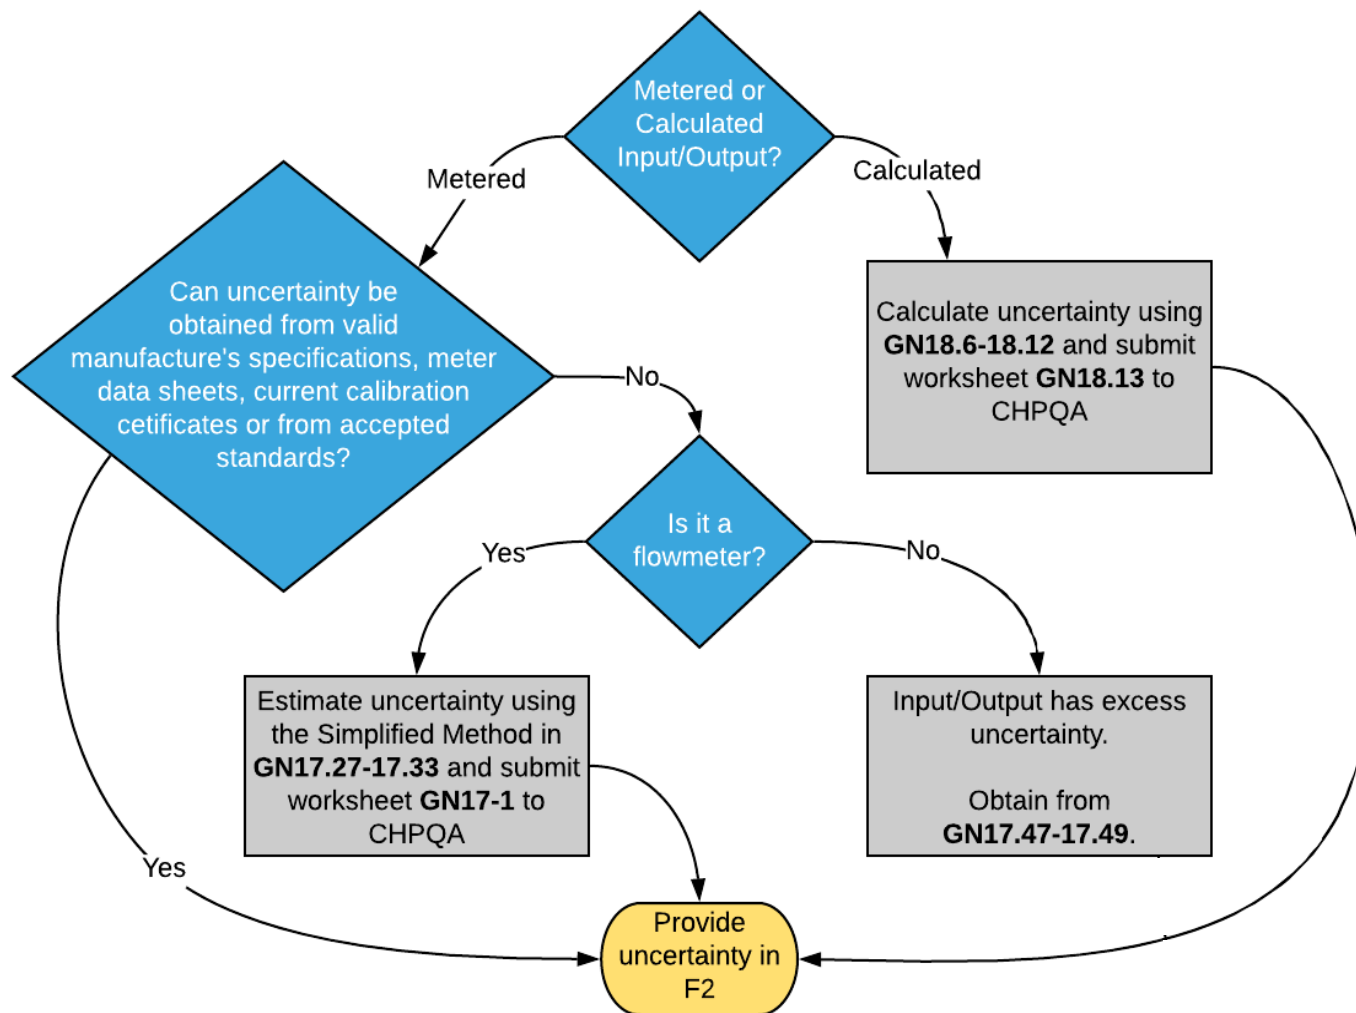 Metered or
Calculated
Input/Output?
Metered
Calculated
Can uncertainty be
obtained from valid
manufacture's specifications, meter
data sheets, current calibration
cetificates or from accepted
standards?
Calculate uncertainty using
GN18.6-18.12 and submit
worksheet GN18.13 to
CHPQA
No
Is it a
flowmeter?
Yes
No
Estimate uncertainty using
the Simplified Method in
GN17.27-17.33 and submit
worksheet GN17-1 to
CHPQA
Input/Output has excess
uncertainty.
Obtain from
GN17.47-17.49.
Yes
Provide
uncertainty in
F2